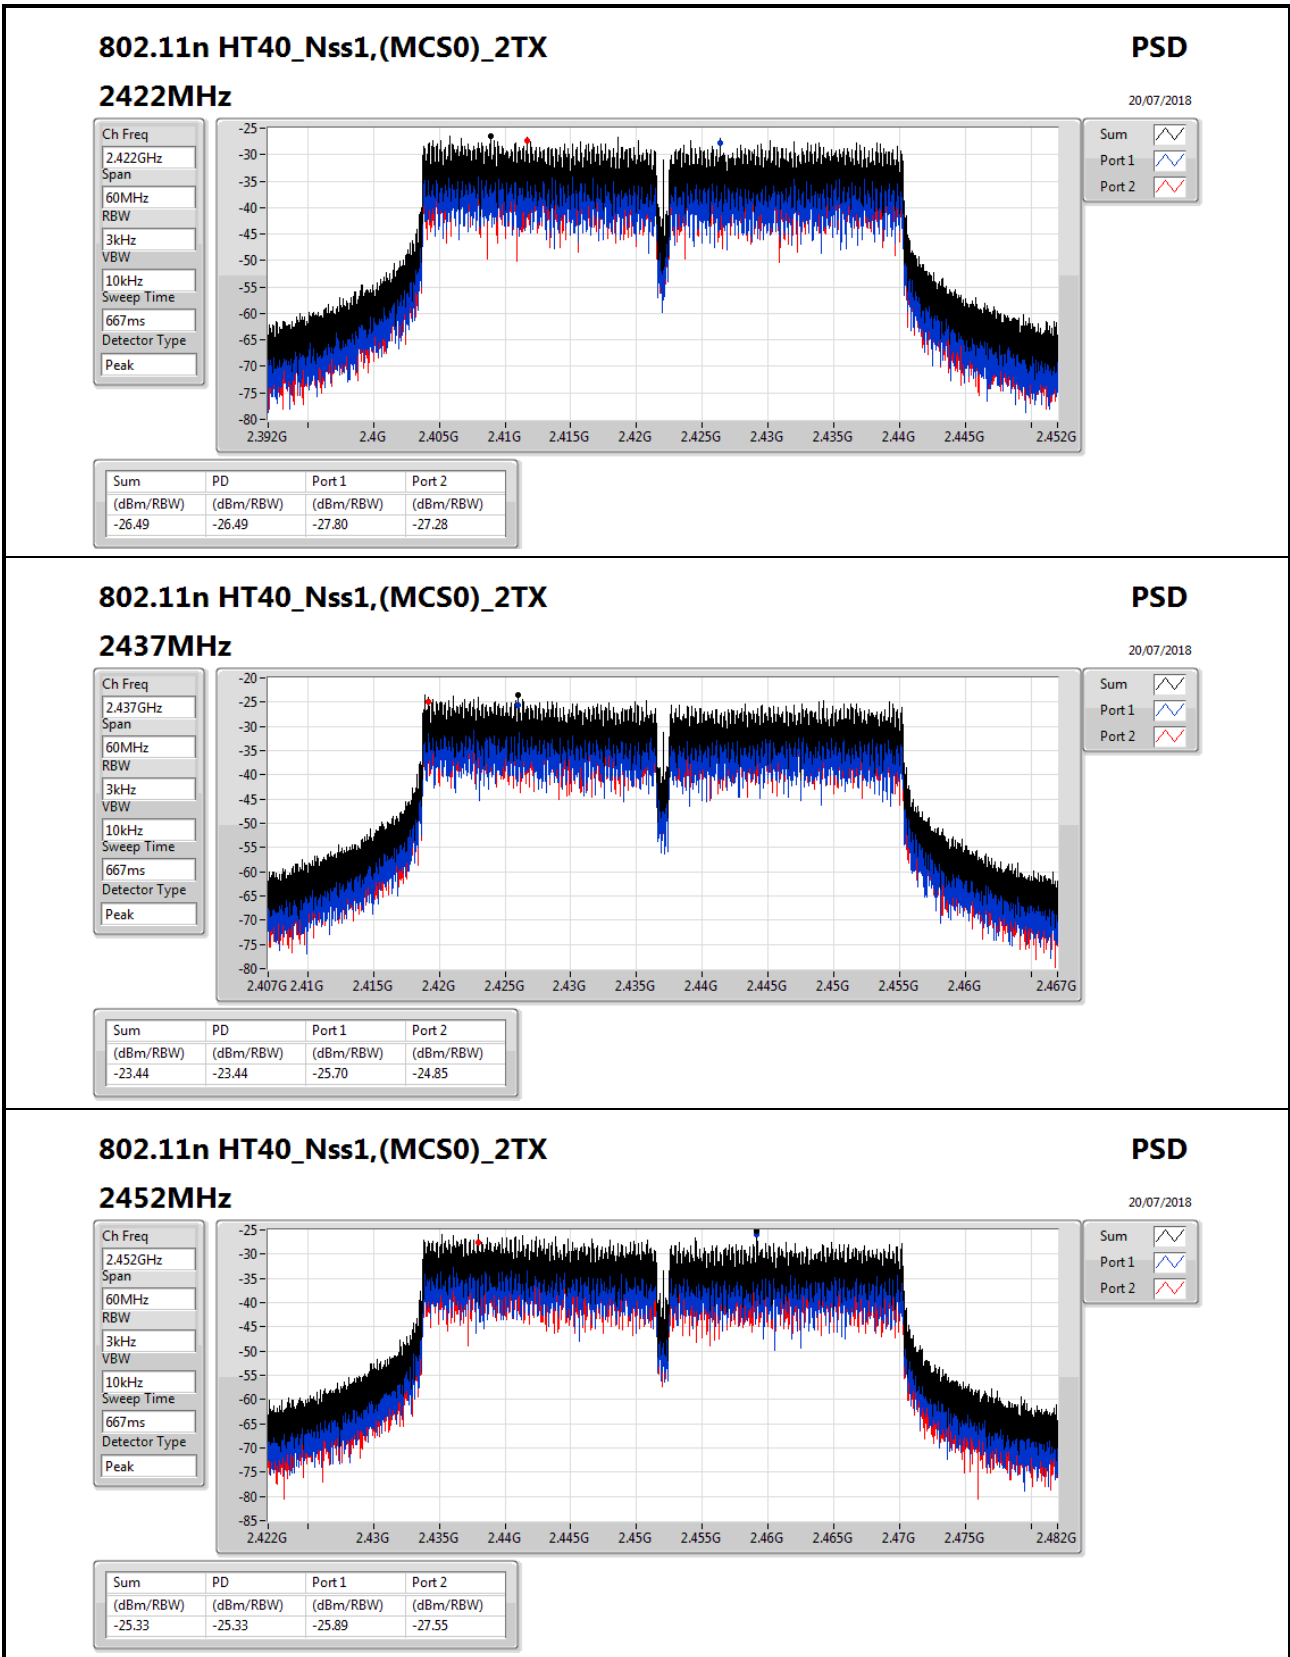 802.11n HT40_Nss1,(MCS0)_2TX PSD
2422MHz 20/07/2018
Ch Freq
2.422GHz
Span
60MHz
RBW
3kHz
VBW
10kHz
Sweep Time
667ms
Detector Type
Peak
-25
-30
-35
-40
-45
-50
-55
-60
-65
-70
-75
-80
2.392G 2.4G 2.405G 2.41G 2.415G 2.42G 2.425G 2.43G 2.435G 2.44G 2.445G 2.452G
Sum
Port 1
Port 2
Sum PD Port 1 Port 2
(dBm/RBW) (dBm/RBW) (dBm/RBW) (dBm/RBW)
-26.49 -26.49 -27.80 -27.28
802.11n HT40_Nss1,(MCS0)_2TX PSD
2437MHz 20/07/2018
Ch Freq
2.437GHz
Span
60MHz
RBW
3kHz
VBW
10kHz
Sweep Time
667ms
Detector Type
Peak
-20
-25
-30
-35
-40
-45
-50
-55
-60
-65
-70
-75
-80
2.407G 2.41G 2.415G 2.42G 2.425G 2.43G 2.435G 2.44G 2.445G 2.45G 2.455G 2.46G 2.467G
Sum
Port 1
Port 2
Sum PD Port 1 Port 2
(dBm/RBW) (dBm/RBW) (dBm/RBW) (dBm/RBW)
-23.44 -23.44 -25.70 -24.85
802.11n HT40_Nss1,(MCS0)_2TX PSD
2452MHz 20/07/2018
Ch Freq
2.452GHz
Span
60MHz
RBW
3kHz
VBW
10kHz
Sweep Time
667ms
Detector Type
Peak
-25
-30
-35
-40
-45
-50
-55
-60
-65
-70
-75
-80
-85
2.422G 2.43G 2.435G 2.44G 2.445G 2.45G 2.455G 2.46G 2.465G 2.47G 2.475G 2.482G
Sum
Port 1
Port 2
Sum PD Port 1 Port 2
(dBm/RBW) (dBm/RBW) (dBm/RBW) (dBm/RBW)
-25.33 -25.33 -25.89 -27.55